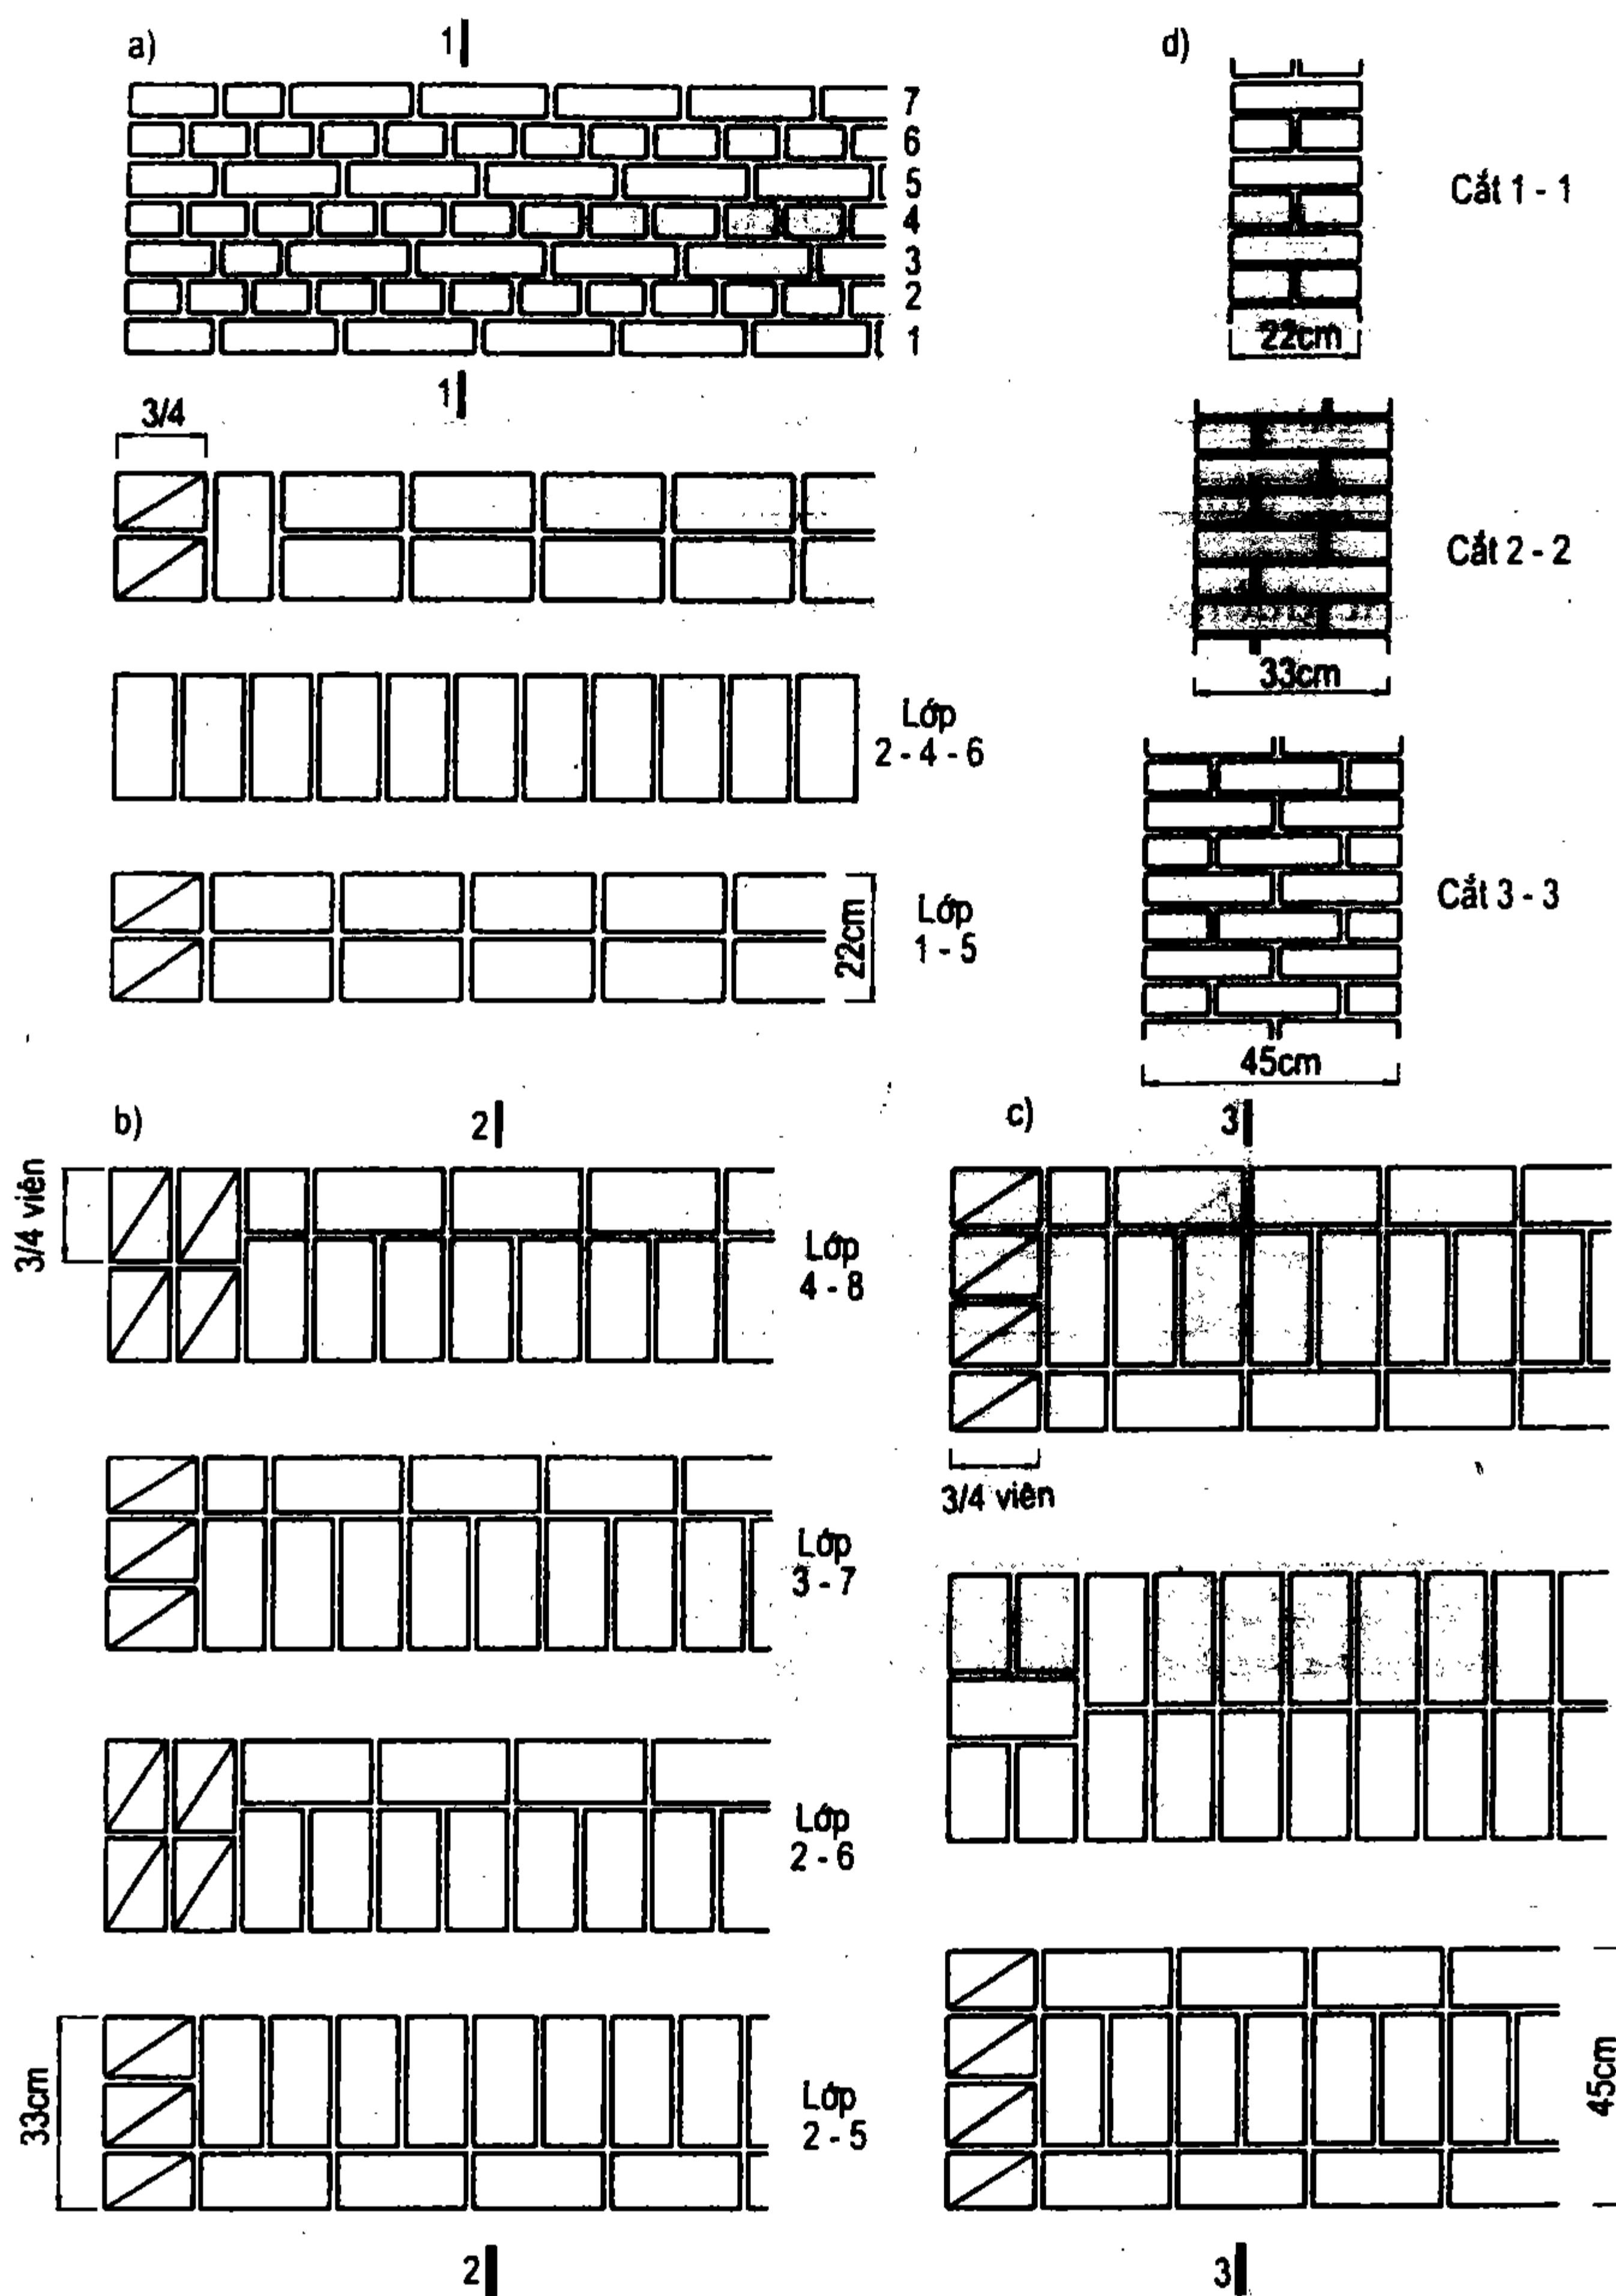 a)
1
7
6
5
4
3
2
1
1
3/4
Lớp
2 - 4 - 6
Lớp
1 - 5
22cm
d)
Cắt 1 - 1
22cm
Cắt 2 - 2
33cm
Cắt 3 - 3
45cm
b)
2
3/4 viên
Lớp
4 - 8
Lớp
3 - 7
Lớp
2 - 6
33cm
Lớp
2 - 5
2
c)
3
3/4 viên
45cm
3